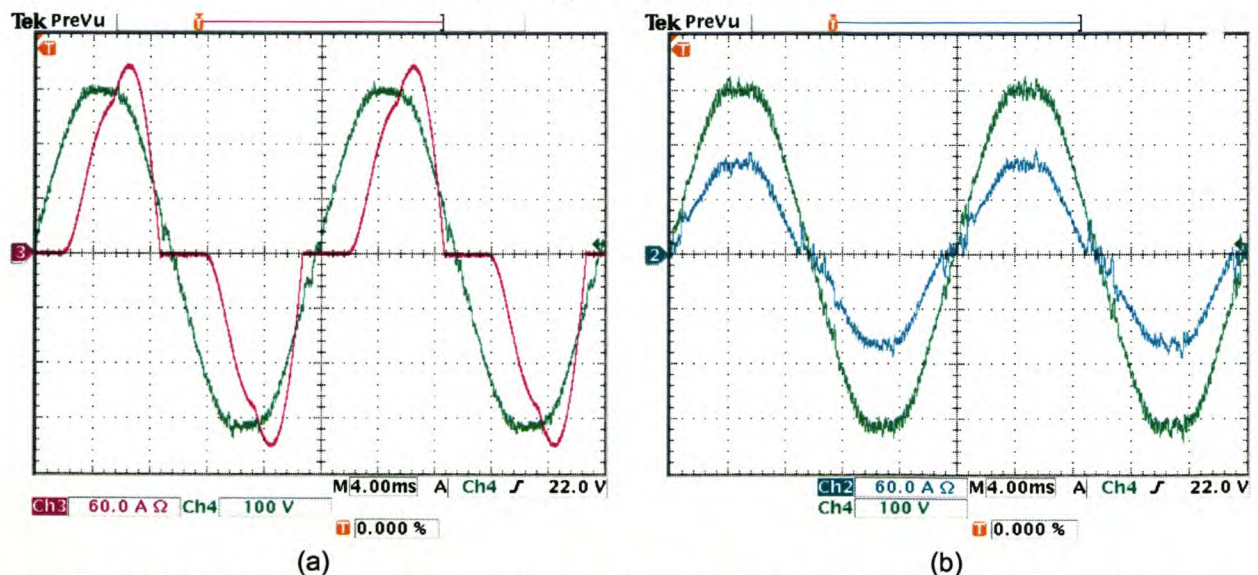 Tek PreVu
T
T
3
M 4.00ms A Ch4 ƒ 22.0 V
Ch3 60.0 A Ω Ch4 100 V
T 0.000 %
(a)
Tek PreVu
T
T
2
Ch2 60.0 A Ω M 4.00ms A Ch4 ƒ 22.0 V
Ch4 100 V
T 0.000 %
(b)